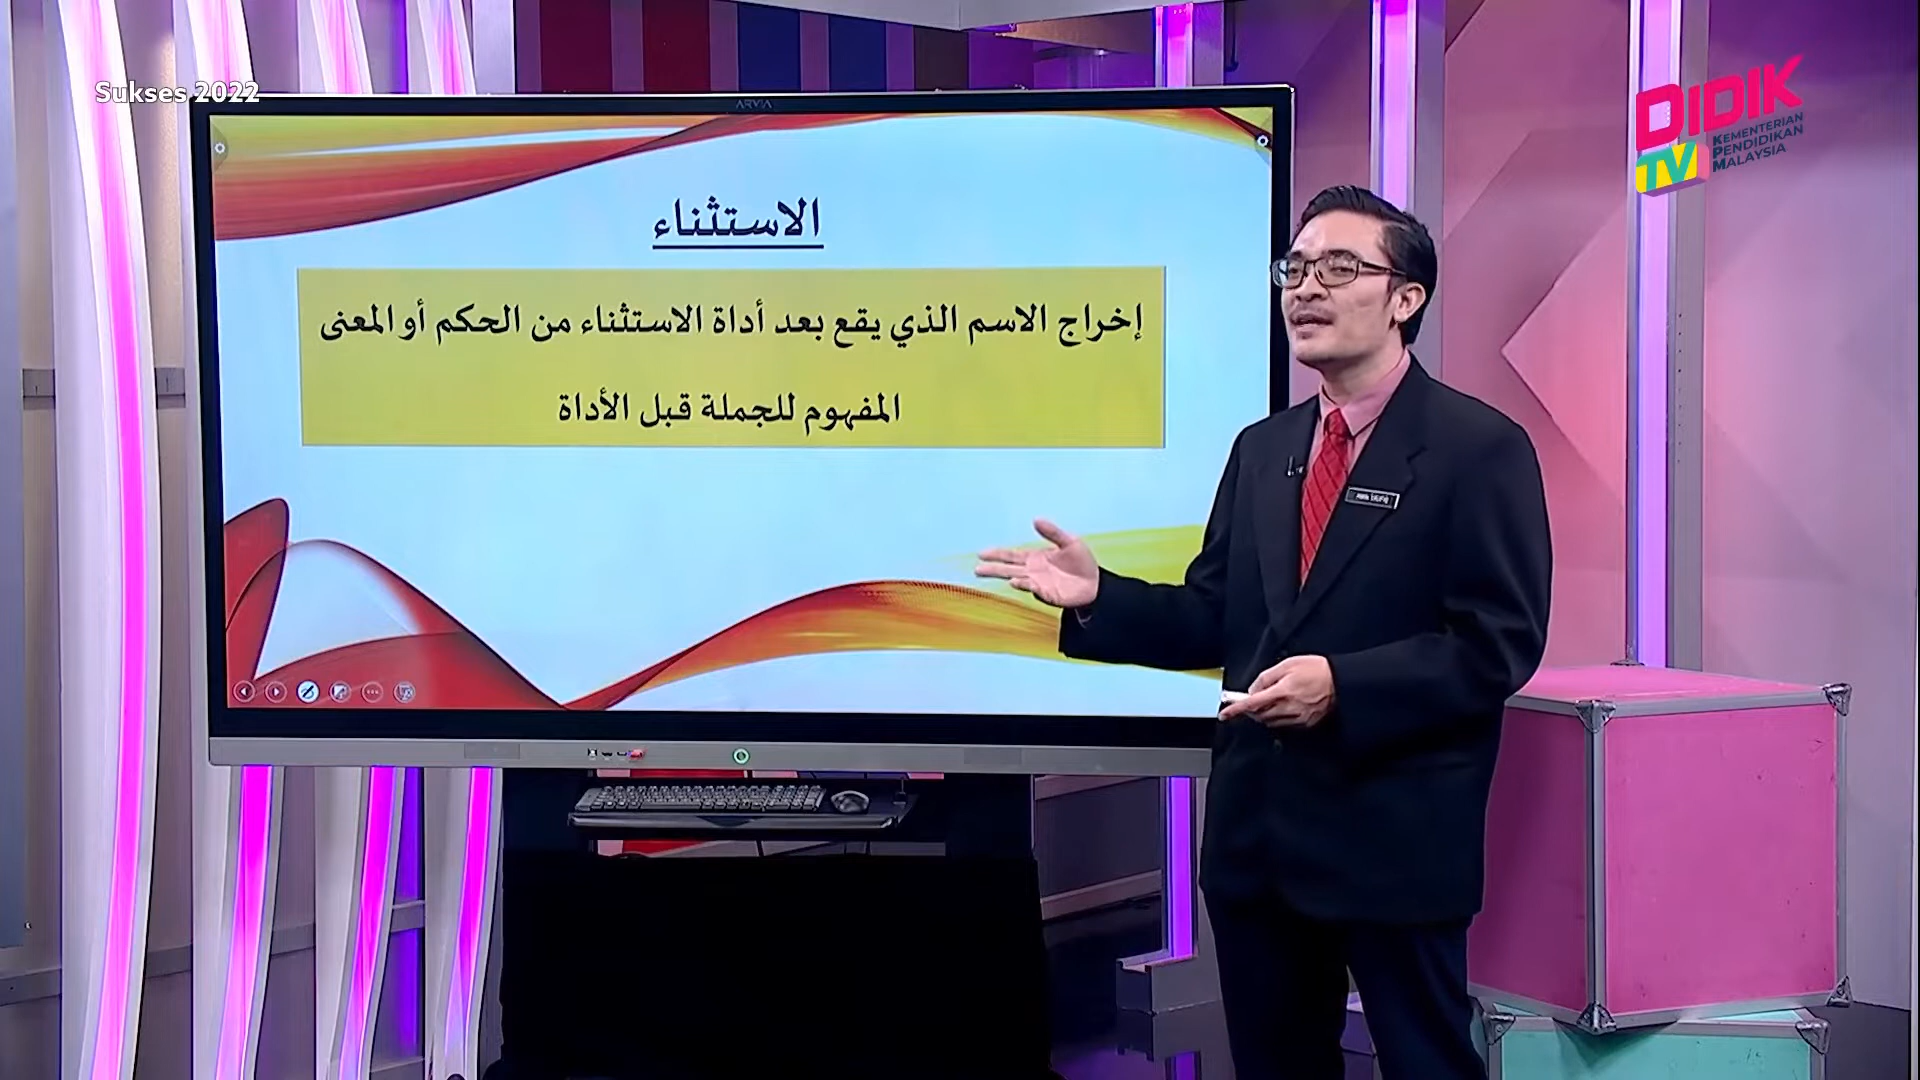 Sukses 2022
ARVIA
DIDIK
TV
KEMENTERIAN
PENDIDIKAN
MALAYSIA
الاستثناء
إخراج الاسم الذي يقع بعد أداة الاستثناء من الحكم أو المعنى
المفهوم للجملة قبل الأداة